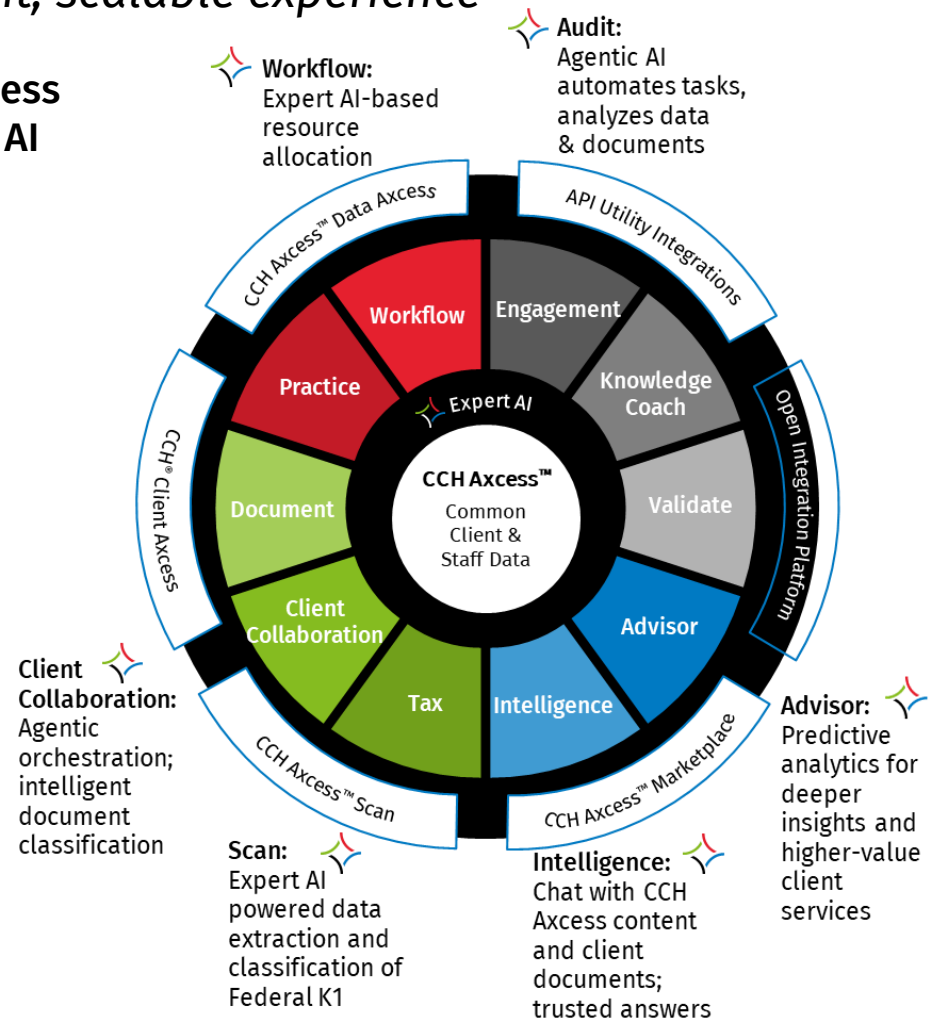 scalable experience
ess
AI
Workflow:
Expert AI-based
resource
allocation
Audit:
Agentic AI
automates tasks,
analyzes data
& documents
CCH Axcess™ Data Axcess
API Utility Integrations
Open Integration Platform
CCH Axcess™ Marketplace
CCH Axcess™ Scan
CCH® Client Axcess
Workflow
Engagement
Knowledge
Coach
Validate
Advisor
Intelligence
Tax
Client
Collaboration
Document
Practice
Expert AI
CCH Axcess™
Common
Client &
Staff Data
Client
Collaboration:
Agentic
orchestration;
intelligent
document
classification
Scan:
Expert AI
powered data
extraction and
classification of
Federal K1
Intelligence:
Chat with CCH
Axcess content
and client
documents;
trusted answers
Advisor:
Predictive
analytics for
deeper
insights and
higher-value
client
services